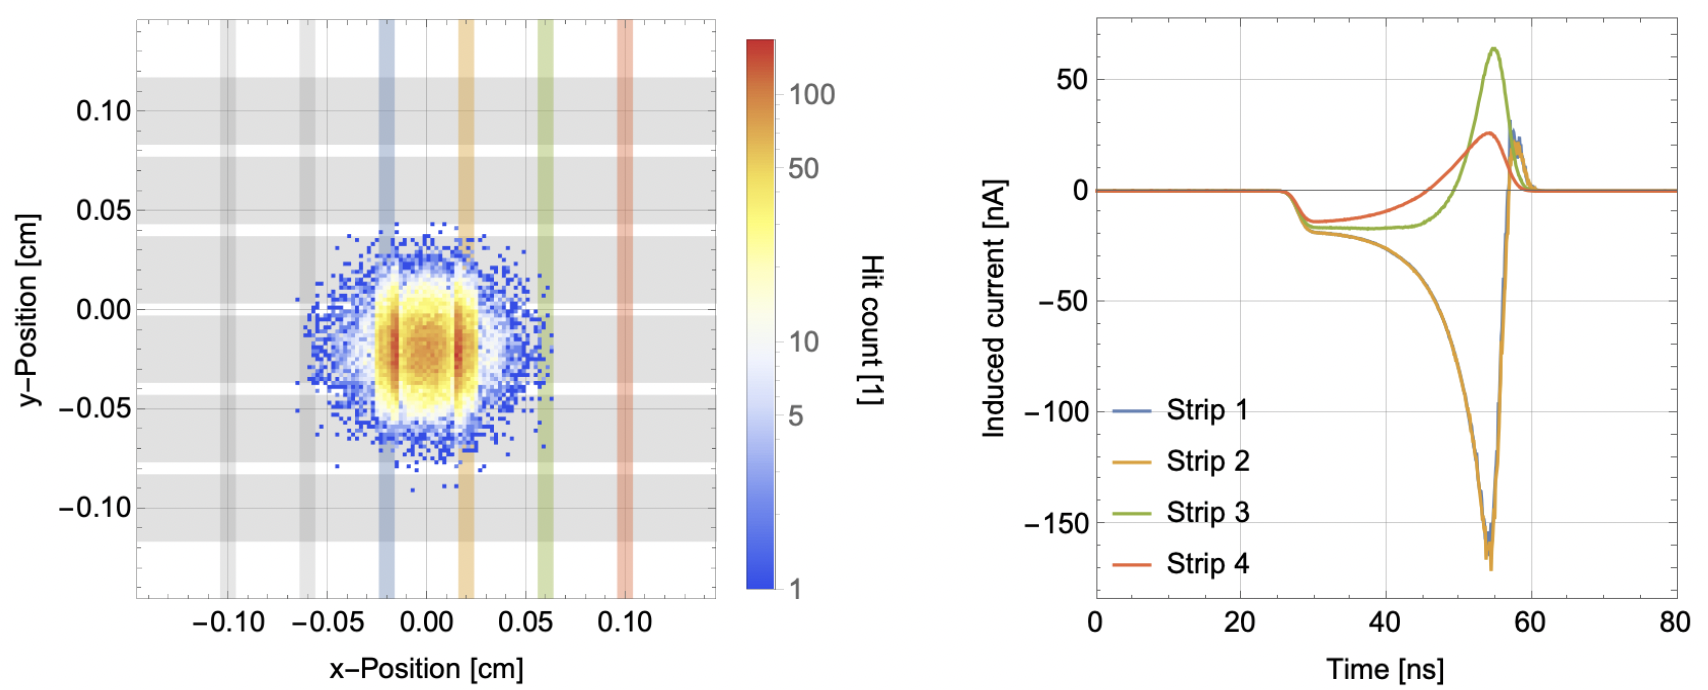 0.10
0.05
0.00
−0.05
−0.10
y−Position [cm]
−0.10 −0.05 0.00 0.05 0.10
x−Position [cm]
100
50
10
5
1
Hit count [1]
50
0
−50
−100
−150
Induced current [nA]
Strip 1
Strip 2
Strip 3
Strip 4
0 20 40 60 80
Time [ns]